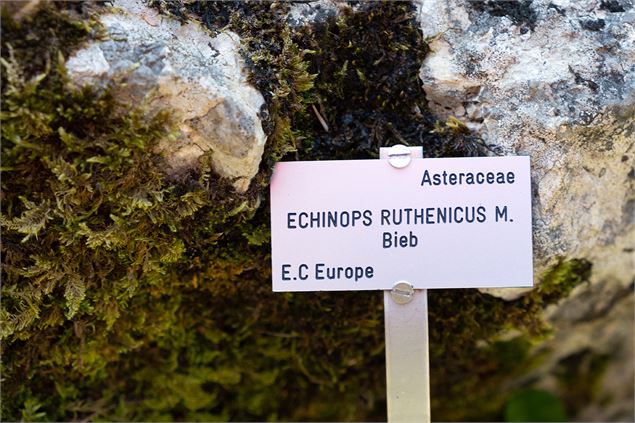 Asteraceae
ECHINOPS RUTHENICUS M.
Bieb
E.C Europe